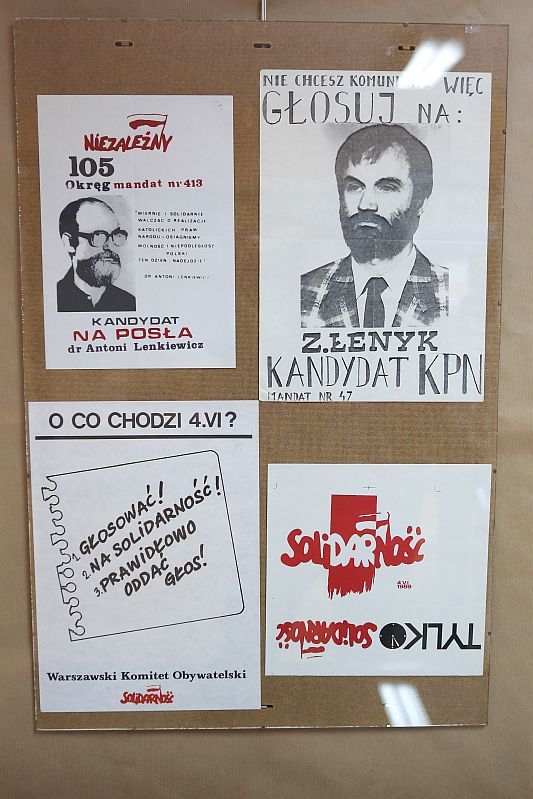 NIEZALEŻNY
105
Okręg mandat nr 413
"WIERNIE I SOLIDARNIE
WALCZĄC O REALIZACJĘ
KATOLICKICH PRAW
NARODU-OSIĄGNIEMY
WOLNOŚĆ I NIEPODLEGŁOŚĆ
POLSKI
TEN DZIEŃ NADEJDZIE"
DR ANTONI LENKIEWICZ
KANDYDAT
NA POSŁA
dr Antoni Lenkiewicz
NIE CHCESZ WIĘC
GŁOSUJ NA:
Z.ŁENYK
KANDYDAT KPN
MANDAT NR 47
O CO CHODZI 4.VI?
1. GŁOSOWAĆ!
2. NA SOLIDARNOŚĆ!
3. PRAWIDŁOWO
ODDAĆ
GŁOS!
Warszawski Komitet Obywatelski
SOLIDARNOŚĆ
SOLIDARNOŚĆ
4 VI
1989
TYLKO SOLIDARNOŚĆ